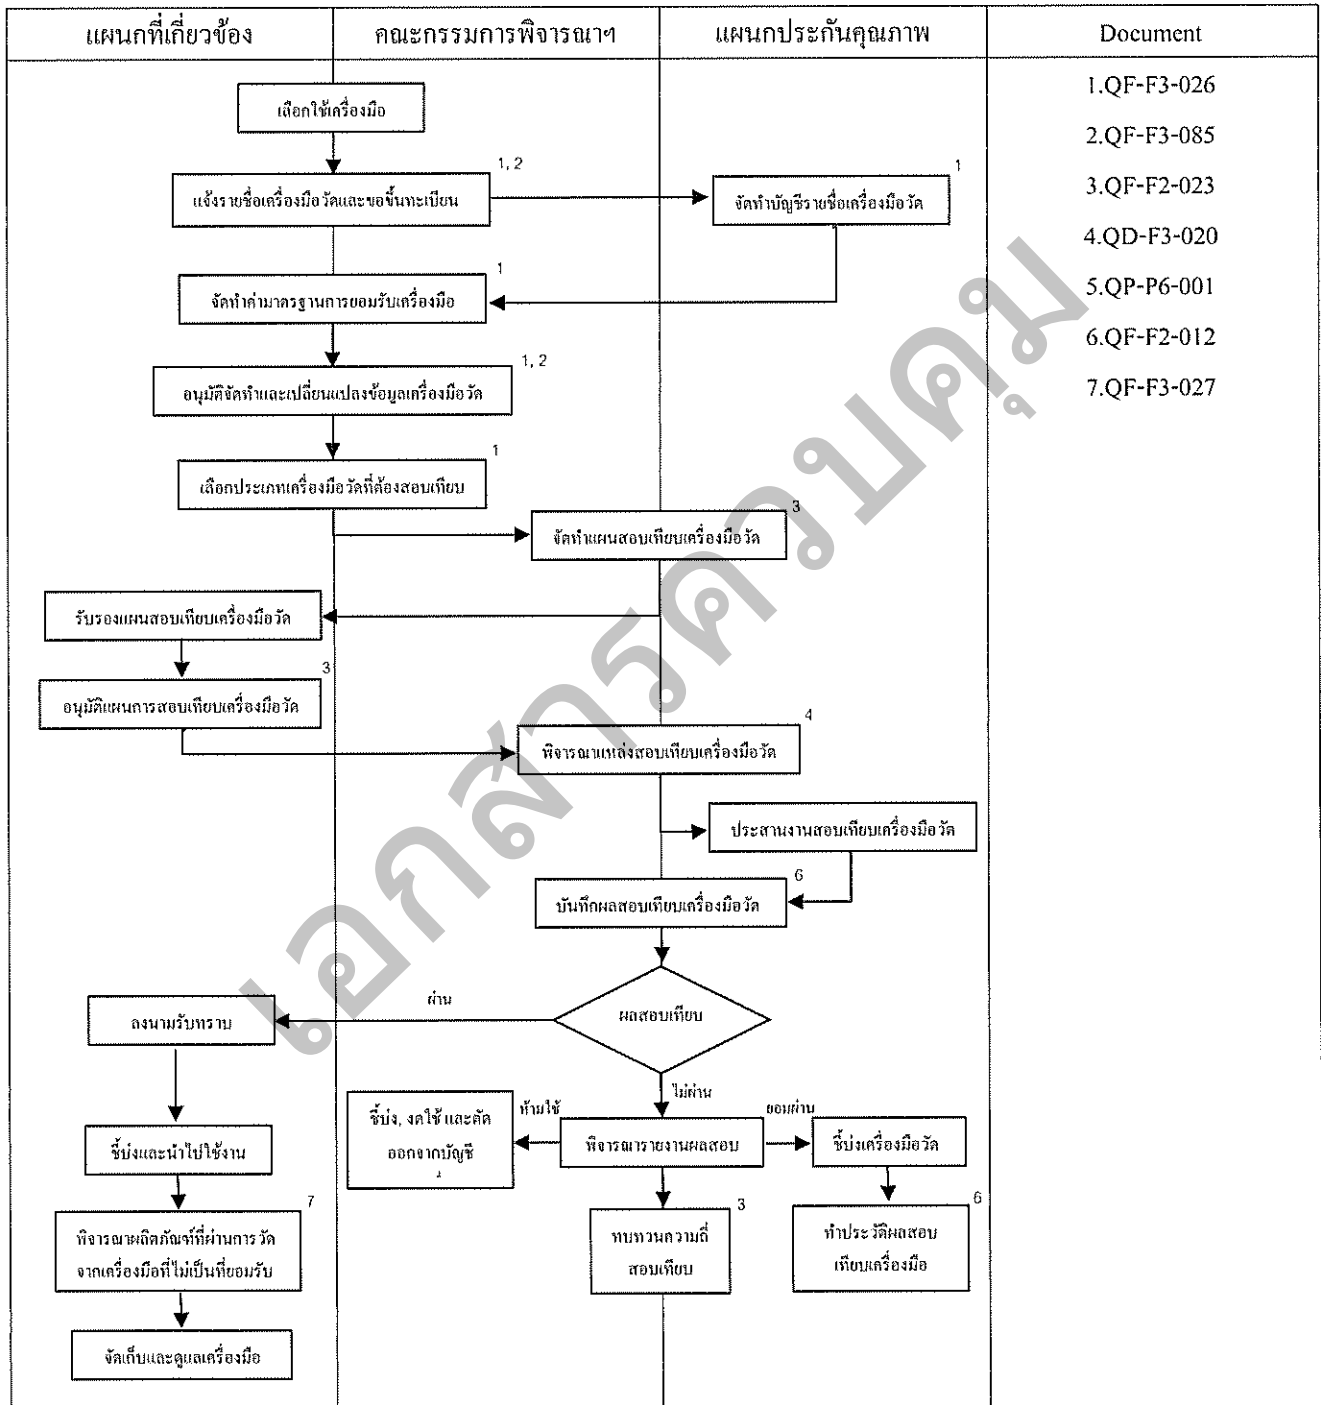 แผนกที่เกี่ยวข้อง
คณะกรรมการพิจารณาฯ
แผนกประกันคุณภาพ
Document
เลือกใช้เครื่องมือ
1.QF-F3-026
2.QF-F3-085
3.QF-F2-023
4.QD-F3-020
5.QP-P6-001
6.QF-F2-012
7.QF-F3-027
1, 2
แจ้งรายชื่อเครื่องมือวัดและขอขึ้นทะเบียน
1
จัดทำบัญชีรายชื่อเครื่องมือวัด
1
จัดทำค่ามาตรฐานการยอมรับเครื่องมือ
1, 2
อนุมัติจัดทำและเปลี่ยนแปลงข้อมูลเครื่องมือวัด
1
เลือกประเภทเครื่องมือวัดที่ต้องสอบเทียบ
3
จัดทำแผนสอบเทียบเครื่องมือวัด
รับรองแผนสอบเทียบเครื่องมือวัด
3
อนุมัติแผนการสอบเทียบเครื่องมือวัด
4
พิจารณาแหล่งสอบเทียบเครื่องมือวัด
ประสานงานสอบเทียบเครื่องมือวัด
6
บันทึกผลสอบเทียบเครื่องมือวัด
ผลสอบเทียบ
ผ่าน
ลงนามรับทราบ
ไม่ผ่าน
ห้ามใช้
ยอมผ่าน
ชี้บ่ง, งดใช้ และตัด
ออกจากบัญชี
พิจารณารายงานผลสอบ
ชี้บ่งเครื่องมือวัด
ชี้บ่งและนำไปใช้งาน
7
พิจารณาผลิตภัณฑ์ที่ผ่านการวัด
จากเครื่องมือที่ไม่เป็นที่ยอมรับ
3
ทบทวนความถี่
สอบเทียบ
6
ทำประวัติผลสอบ
เทียบเครื่องมือ
จัดเก็บและดูแลเครื่องมือ
เอกสารควบคุม